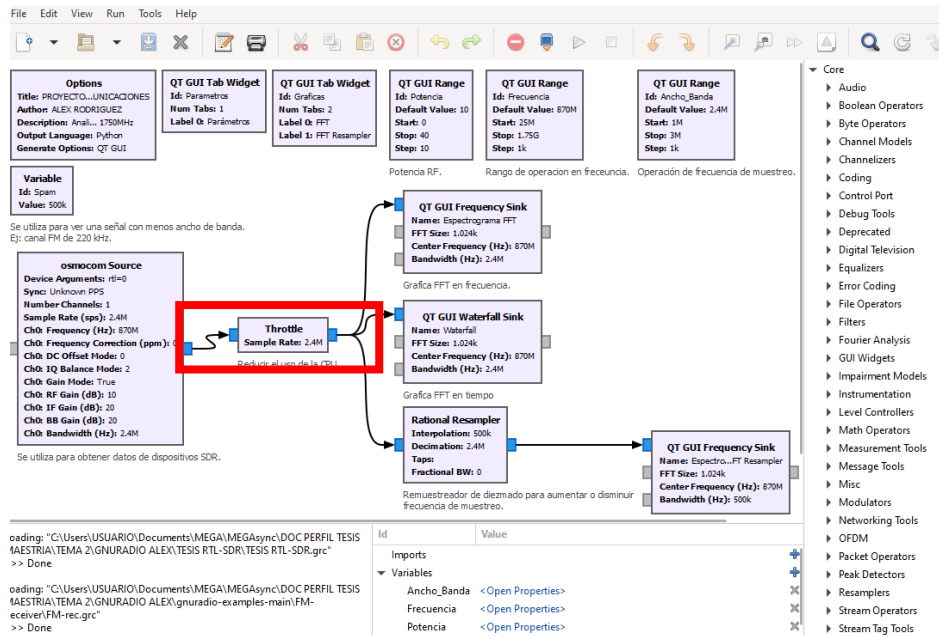 File Edit View Run Tools Help
Options
Title: PROYECTO...UNICACIONES
Author: ALEX RODRIGUEZ
Description: Anali... 1750MHz
Output Language: Python
Generate Options: QT GUI
QT GUI Tab Widget
Id: Parametros
Num Tabs: 1
Label 0: Parámetros
QT GUI Tab Widget
Id: Graficas
Num Tabs: 2
Label 0: FFT
Label 1: FFT Resampler
QT GUI Range
Id: Potencia
Default Value: 10
Start: 0
Stop: 40
Step: 10
Potencia RF.
QT GUI Range
Id: Frecuencia
Default Value: 870M
Start: 25M
Stop: 1.75G
Step: 1k
Rango de operacion en freceuncia.
QT GUI Range
Id: Ancho_Banda
Default Value: 2.4M
Start: 1M
Stop: 3M
Step: 1k
Operación de frecuencia de muestreo.
Variable
Id: Spam
Value: 500k
Se utiliza para ver una señal con menos ancho de banda.
Ej: canal FM de 220 kHz.
osmocom Source
Device Arguments: rtl=0
Sync: Unknown PPS
Number Channels: 1
Sample Rate (sps): 2.4M
Ch0: Frequency (Hz): 870M
Ch0: Frequency Correction (ppm): 0
Ch0: DC Offset Mode: 0
Ch0: IQ Balance Mode: 2
Ch0: Gain Mode: True
Ch0: RF Gain (dB): 10
Ch0: IF Gain (dB): 20
Ch0: BB Gain (dB): 20
Ch0: Bandwidth (Hz): 2.4M
Se utiliza para obtener datos de dispositivos SDR.
Throttle
Sample Rate: 2.4M
Reducir el uso de la CPU
QT GUI Frequency Sink
Name: Espectrograma FFT
FFT Size: 1.024k
Center Frequency (Hz): 870M
Bandwidth (Hz): 2.4M
Grafica FFT en frecuencia.
QT GUI Waterfall Sink
Name: Waterfall
FFT Size: 1.024k
Center Frequency (Hz): 870M
Bandwidth (Hz): 2.4M
Grafica FFT en tiempo
Rational Resampler
Interpolation: 500k
Decimation: 2.4M
Taps:
Fractional BW: 0
Remuestreador de diezmado para aumentar o disminuir
frecuencia de muestreo.
QT GUI Frequency Sink
Name: Espectro...FT Resampler
FFT Size: 1.024k
Center Frequency (Hz): 870M
Bandwidth (Hz): 500k
Core
Audio
Boolean Operators
Byte Operators
Channel Models
Channelizers
Coding
Control Port
Debug Tools
Deprecated
Digital Television
Equalizers
Error Coding
File Operators
Filters
Fourier Analysis
GUI Widgets
Impairment Models
Instrumentation
Level Controllers
Math Operators
Measurement Tools
Message Tools
Misc
Modulators
Networking Tools
OFDM
Packet Operators
Peak Detectors
Resamplers
Stream Operators
Stream Tag Tools
oading: "C:\Users\USUARIO\Documents\MEGA\MEGAsync\DOC PERFIL TESIS
MAESTRIA\TEMA 2\GNURADIO ALEX\TESIS RTL-SDR\TESIS RTL-SDR.grc"
>> Done
oading: "C:\Users\USUARIO\Documents\MEGA\MEGAsync\DOC PERFIL TESIS
MAESTRIA\TEMA 2\GNURADIO ALEX\gnuradio-examples-main\FM-
eceiver\FM-rec.grc"
>> Done
Id Value
Imports
Variables
Ancho_Banda <Open Properties>
Frecuencia <Open Properties>
Potencia <Open Properties>